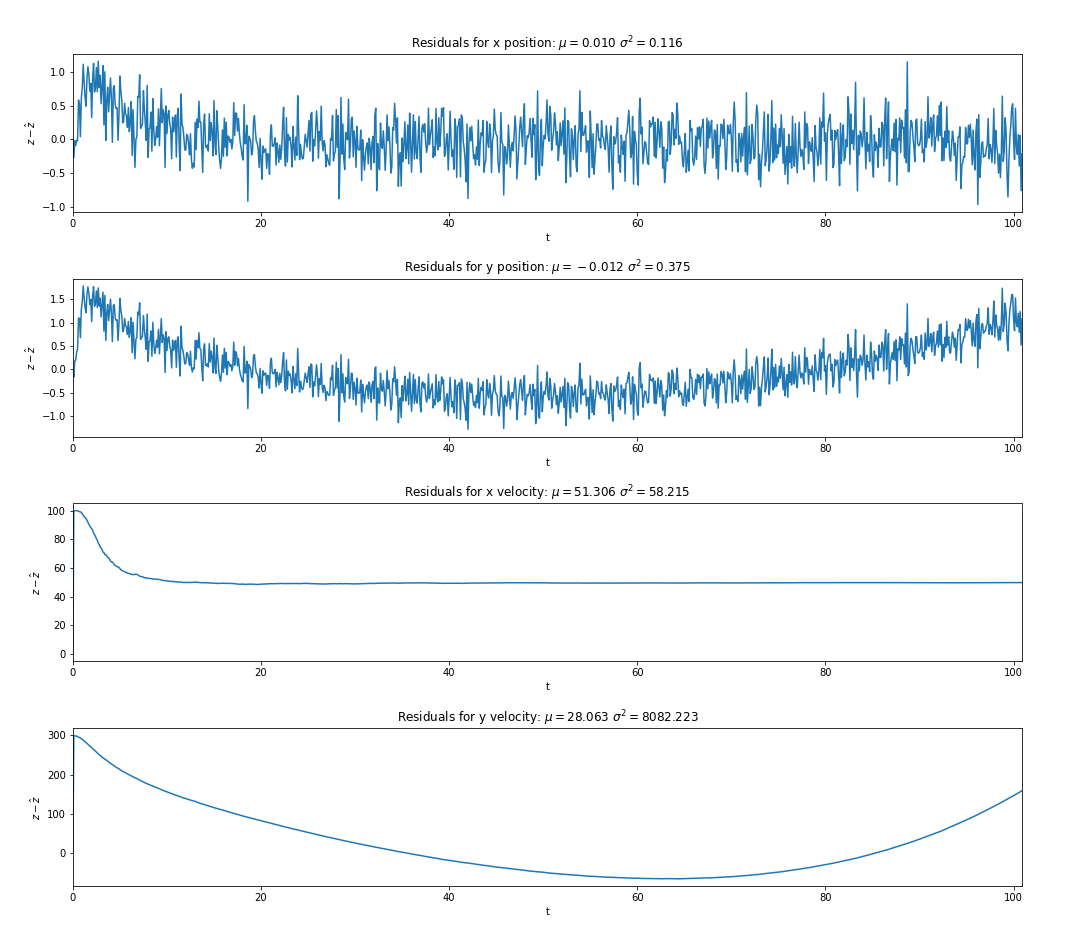 Residuals for x position: μ = 0.010 σ² = 0.116
1.0
0.5
0.0
−0.5
−1.0
z − ẑ
0 20 40 60 80 100
t
Residuals for y position: μ = −0.012 σ² = 0.375
1.5
1.0
0.5
0.0
−0.5
−1.0
z − ẑ
0 20 40 60 80 100
t
Residuals for x velocity: μ = 51.306 σ² = 58.215
100
80
60
40
20
0
z − ẑ
0 20 40 60 80 100
t
Residuals for y velocity: μ = 28.063 σ² = 8082.223
300
200
100
0
z − ẑ
0 20 40 60 80 100
t